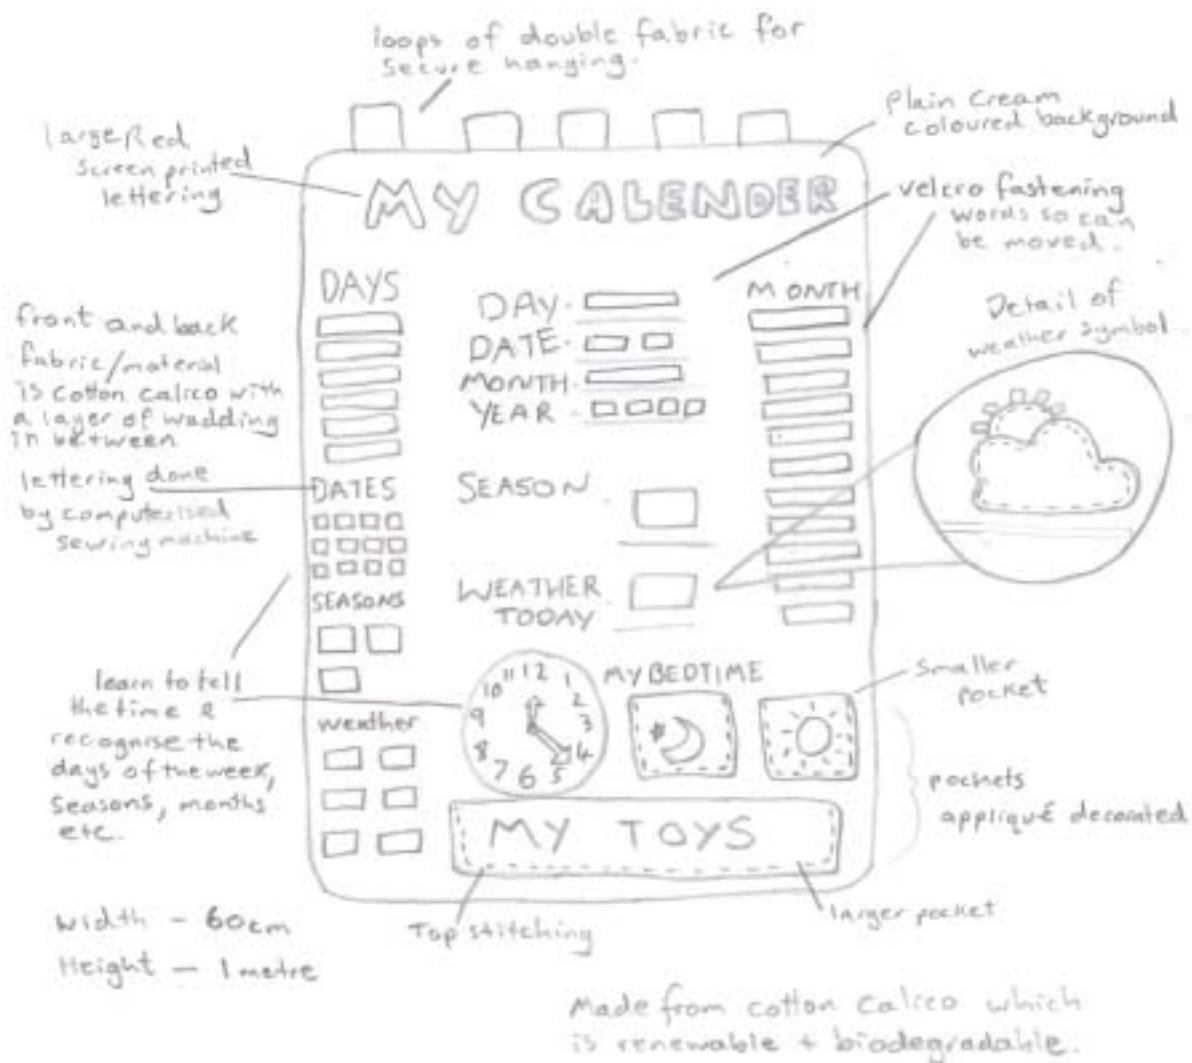 loops of double fabric for
secure hanging.
large Red
screen printed
lettering
plain cream
coloured background
MY CALENDER
velcro fastening
words so can
be moved.
DAYS
DAY.
DATE.
MONTH.
YEAR.
MONTH
Detail of
weather symbol.
front and back
fabric/material
is cotton calico with
a layer of wadding
in between
lettering done
by computerised
sewing machine
DATES
SEASON
SEASONS
WEATHER
TODAY
learn to tell
the time &
recognise the
days of the week,
seasons, months
etc.
weather
12
1
2
3
4
5
6
7
8
9
10
11
MY BEDTIME
Smaller
pocket
pockets
appliqué decorated
MY TOYS
Top stitching
larger pocket
width - 60cm
Height - 1 metre
Made from cotton calico which
is renewable + biodegradable.